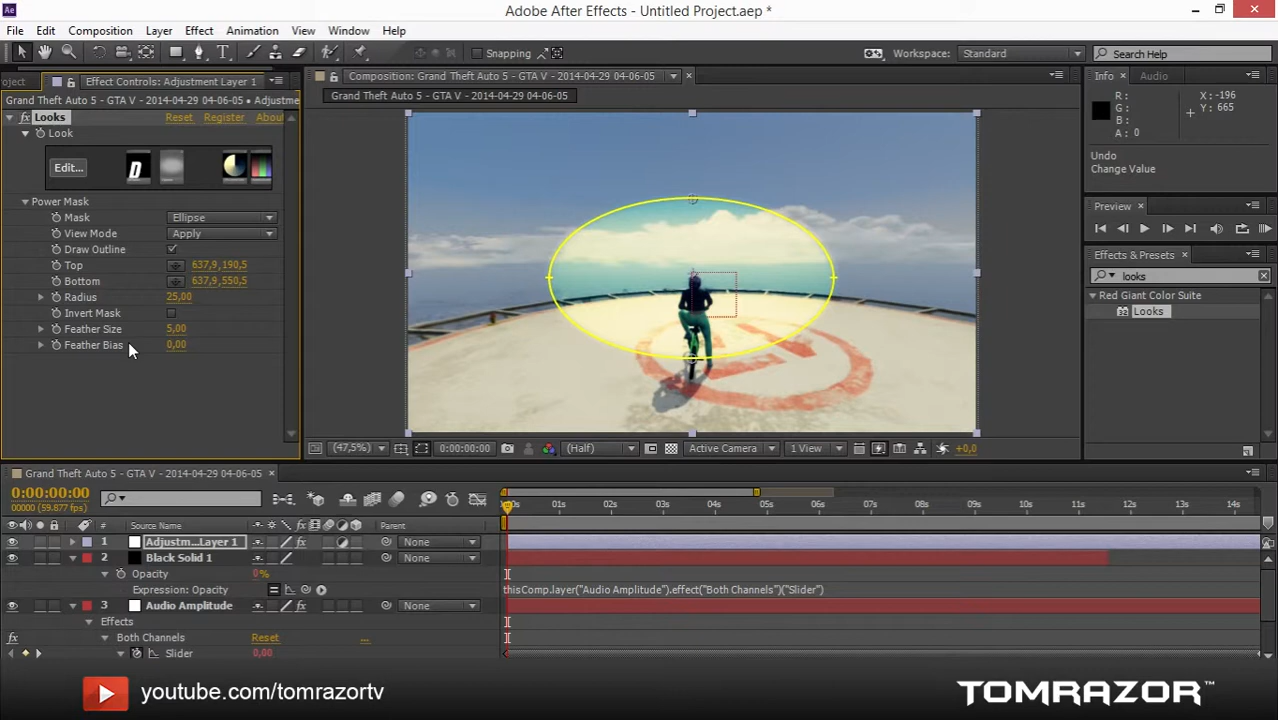 Ae Adobe After Effects - Untitled Project.aep *
File Edit Composition Layer Effect Animation View Window Help
Snapping Workspace: Standard Search Help
roject Effect Controls: Adjustment Layer 1 Composition: Grand Theft Auto 5 - GTA V - 2014-04-29 04-06-05 Info Audio
Grand Theft Auto 5 - GTA V - 2014-04-29 04-06-05 • Adjustme Grand Theft Auto 5 - GTA V - 2014-04-29 04-06-05
fx Looks Reset Register Abou
Look
Edit... D
Power Mask
Mask Ellipse
View Mode Apply
Draw Outline
Top 637,9,190,5
Bottom 637,9,550,5
Radius 25,00
Invert Mask
Feather Size 5,00
Feather Bias 0,00
R : X : -196
G : Y : 665
B :
A : 0
Undo
Change Value
Preview
Effects & Presets
looks
Red Giant Color Suite
Looks
(47,5%) 0:00:00:00 (Half) Active Camera 1 View +0,0
Grand Theft Auto 5 - GTA V - 2014-04-29 04-06-05
0:00:00:00
00000 (59.877 fps)
01s 02s 03s 04s 05s 06s 07s 08s 09s 10s 11s 12s 13s 14s
# Source Name fx Parent
1 Adjustm...Layer 1 fx None
2 Black Solid 1 None
Opacity 0%
Expression: Opacity thisComp.layer("Audio Amplitude").effect("Both Channels")("Slider")
3 Audio Amplitude fx None
Effects
fx Both Channels Reset ...
Slider 0,00
youtube.com/tomrazortv
TOMRAZOR™